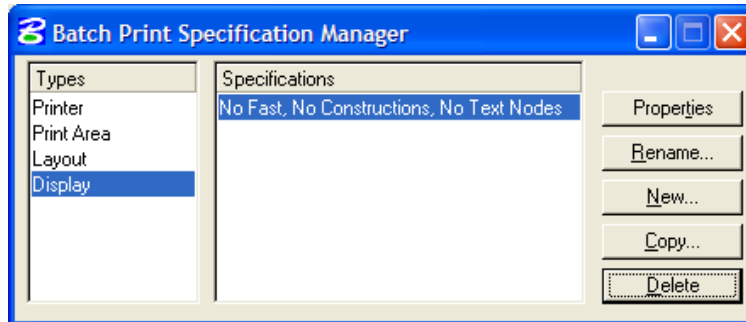 Batch Print Specification Manager
Types
Printer
Print Area
Layout
Display
Specifications
No Fast, No Constructions, No Text Nodes
Properties
Rename...
New...
Copy...
Delete